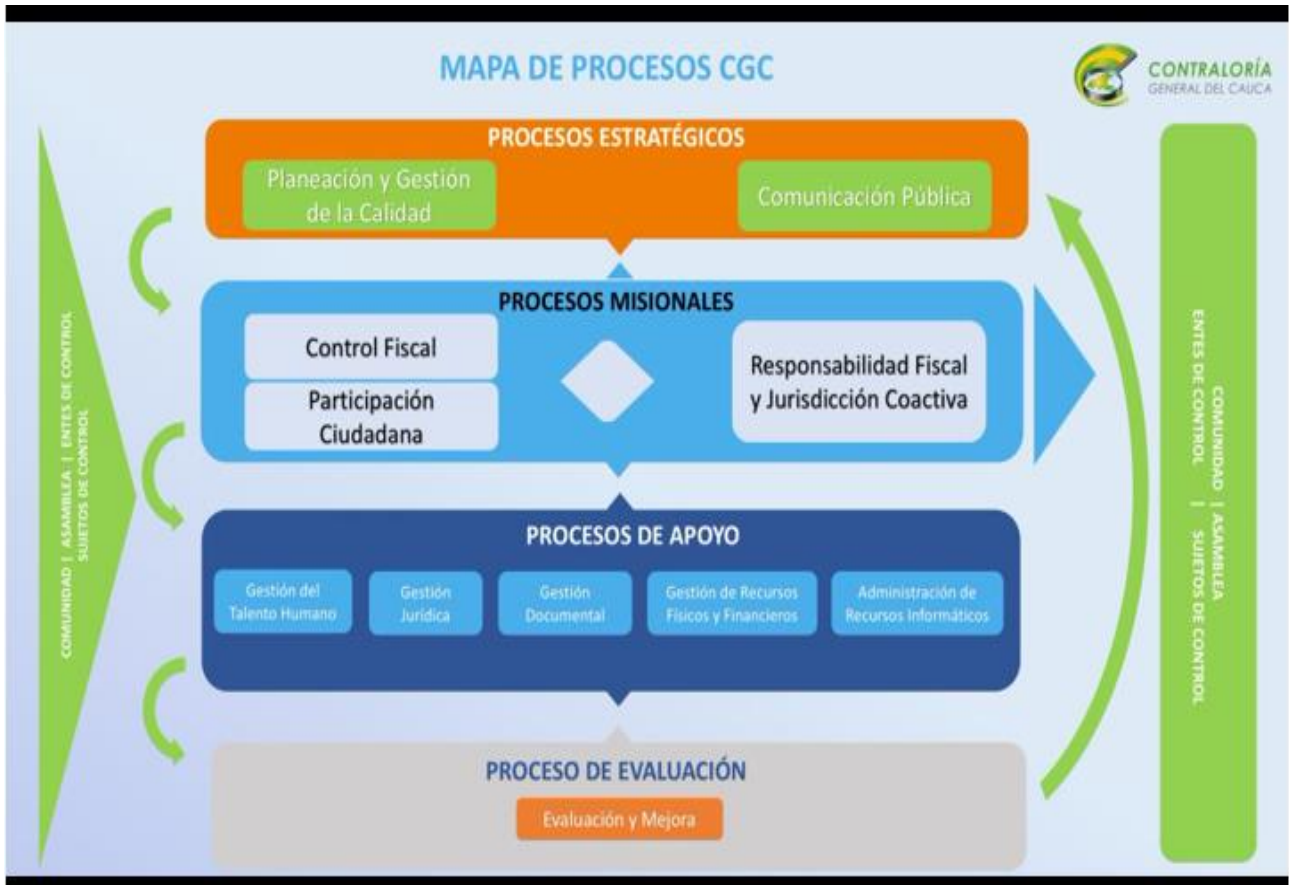 MAPA DE PROCESOS CGC
CONTRALORÍA
GENERAL DEL CAUCA
COMUNIDAD | ASAMBLEA | ENTES DE CONTROL
SUJETOS DE CONTROL
PROCESOS ESTRATÉGICOS
Planeación y Gestión
de la Calidad
Comunicación Pública
PROCESOS MISIONALES
Control Fiscal
Participación
Ciudadana
Responsabilidad Fiscal
y Jurisdicción Coactiva
PROCESOS DE APOYO
Gestión del
Talento Humano
Gestión
Jurídica
Gestión
Documental
Gestión de Recursos
Físicos y Financieros
Administración de
Recursos Informáticos
PROCESO DE EVALUACIÓN
Evaluación y Mejora
COMUNIDAD | ASAMBLEA
ENTES DE CONTROL | SUJETOS DE CONTROL